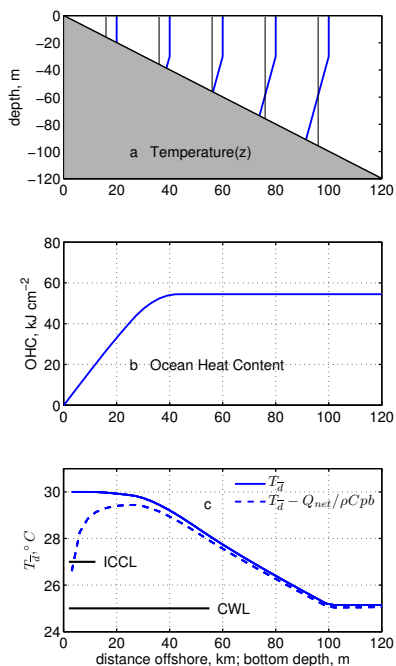 0
−20
−40
−60
−80
−100
−120
depth, m
a Temperature(z)
0 20 40 60 80 100 120
80
60
40
20
0
OHC, kJ cm⁻²
b Ocean Heat Content
0 20 40 60 80 100 120
32
30
28
26
24
T_d̅, ° C
c
T_d̅
T_d̅ − Q_net/ρCpb
ICCL
CWL
0 20 40 60 80 100 120
distance offshore, km; bottom depth, m